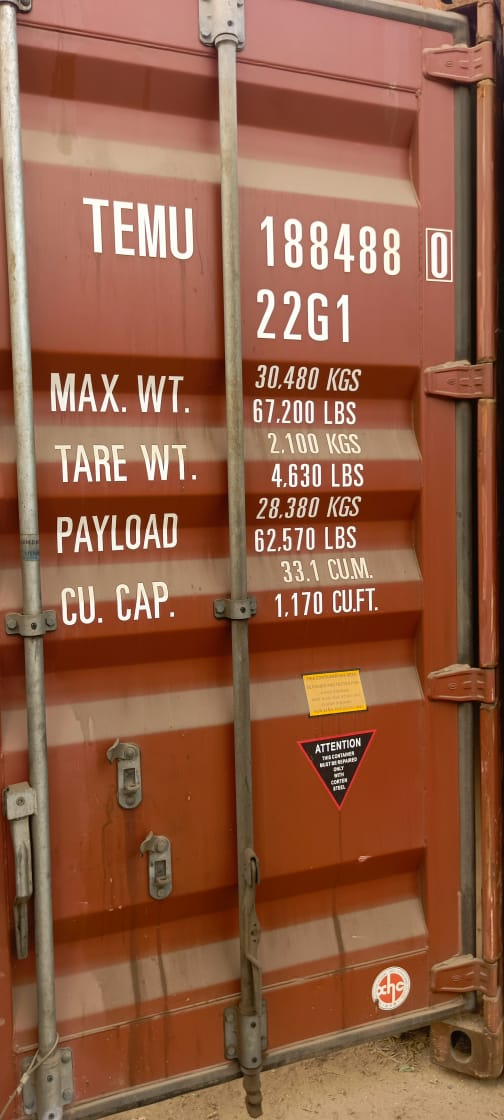 TEMU 188488 0
22G1
MAX. WT. 30,480 KGS
67,200 LBS
TARE WT. 2,100 KGS
4,630 LBS
PAYLOAD 28,380 KGS
62,570 LBS
CU. CAP. 33.1 CU.M.
1,170 CU.FT.
ATTENTION
THIS CONTAINER
MUST BE REPAIRED
ONLY
WITH
CORTEN
STEEL